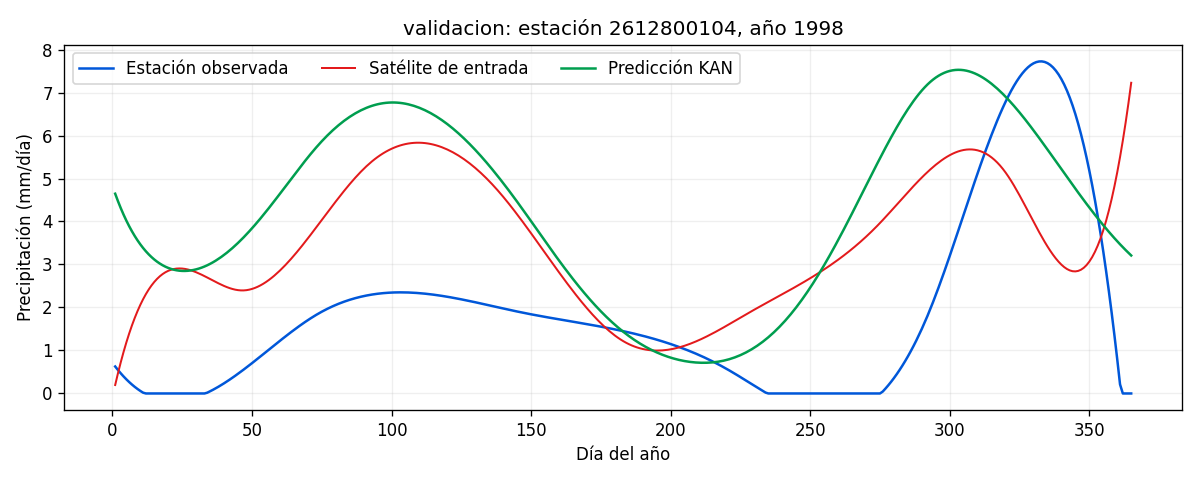 validacion: estación 2612800104, año 1998
Estación observada
Satélite de entrada
Predicción KAN
Precipitación (mm/día)
8
7
6
5
4
3
2
1
0
0 50 100 150 200 250 300 350
Día del año